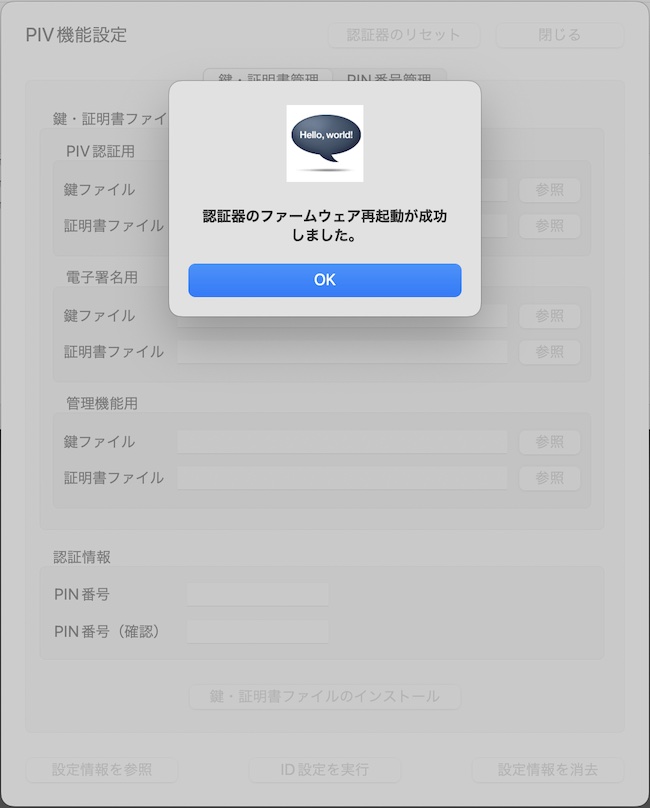 PIV機能設定
認証器のリセット
閉じる
鍵・証明書管理
PIN番号管理
鍵・証明書ファイ
Hello, world!
認証器のファームウェア再起動が成功
しました。
OK
PIV認証用
鍵ファイル
参照
証明書ファイル
参照
電子署名用
鍵ファイル
参照
証明書ファイル
参照
管理機能用
鍵ファイル
参照
証明書ファイル
参照
認証情報
PIN番号
PIN番号（確認）
鍵・証明書ファイルのインストール
設定情報を参照
ID設定を実行
設定情報を消去